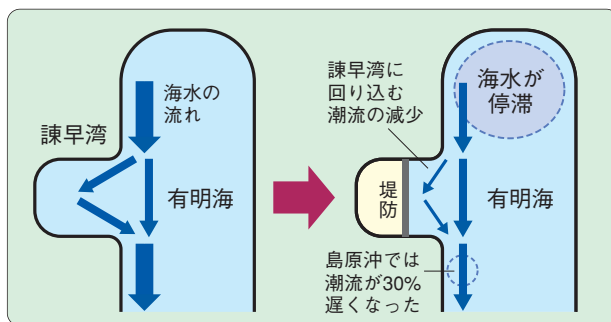 海水の
流れ
諫早湾
有明海
諫早湾に
回り込む
潮流の減少
海水が
停滞
堤
防
有明海
島原沖では
潮流が30%
遅くなった